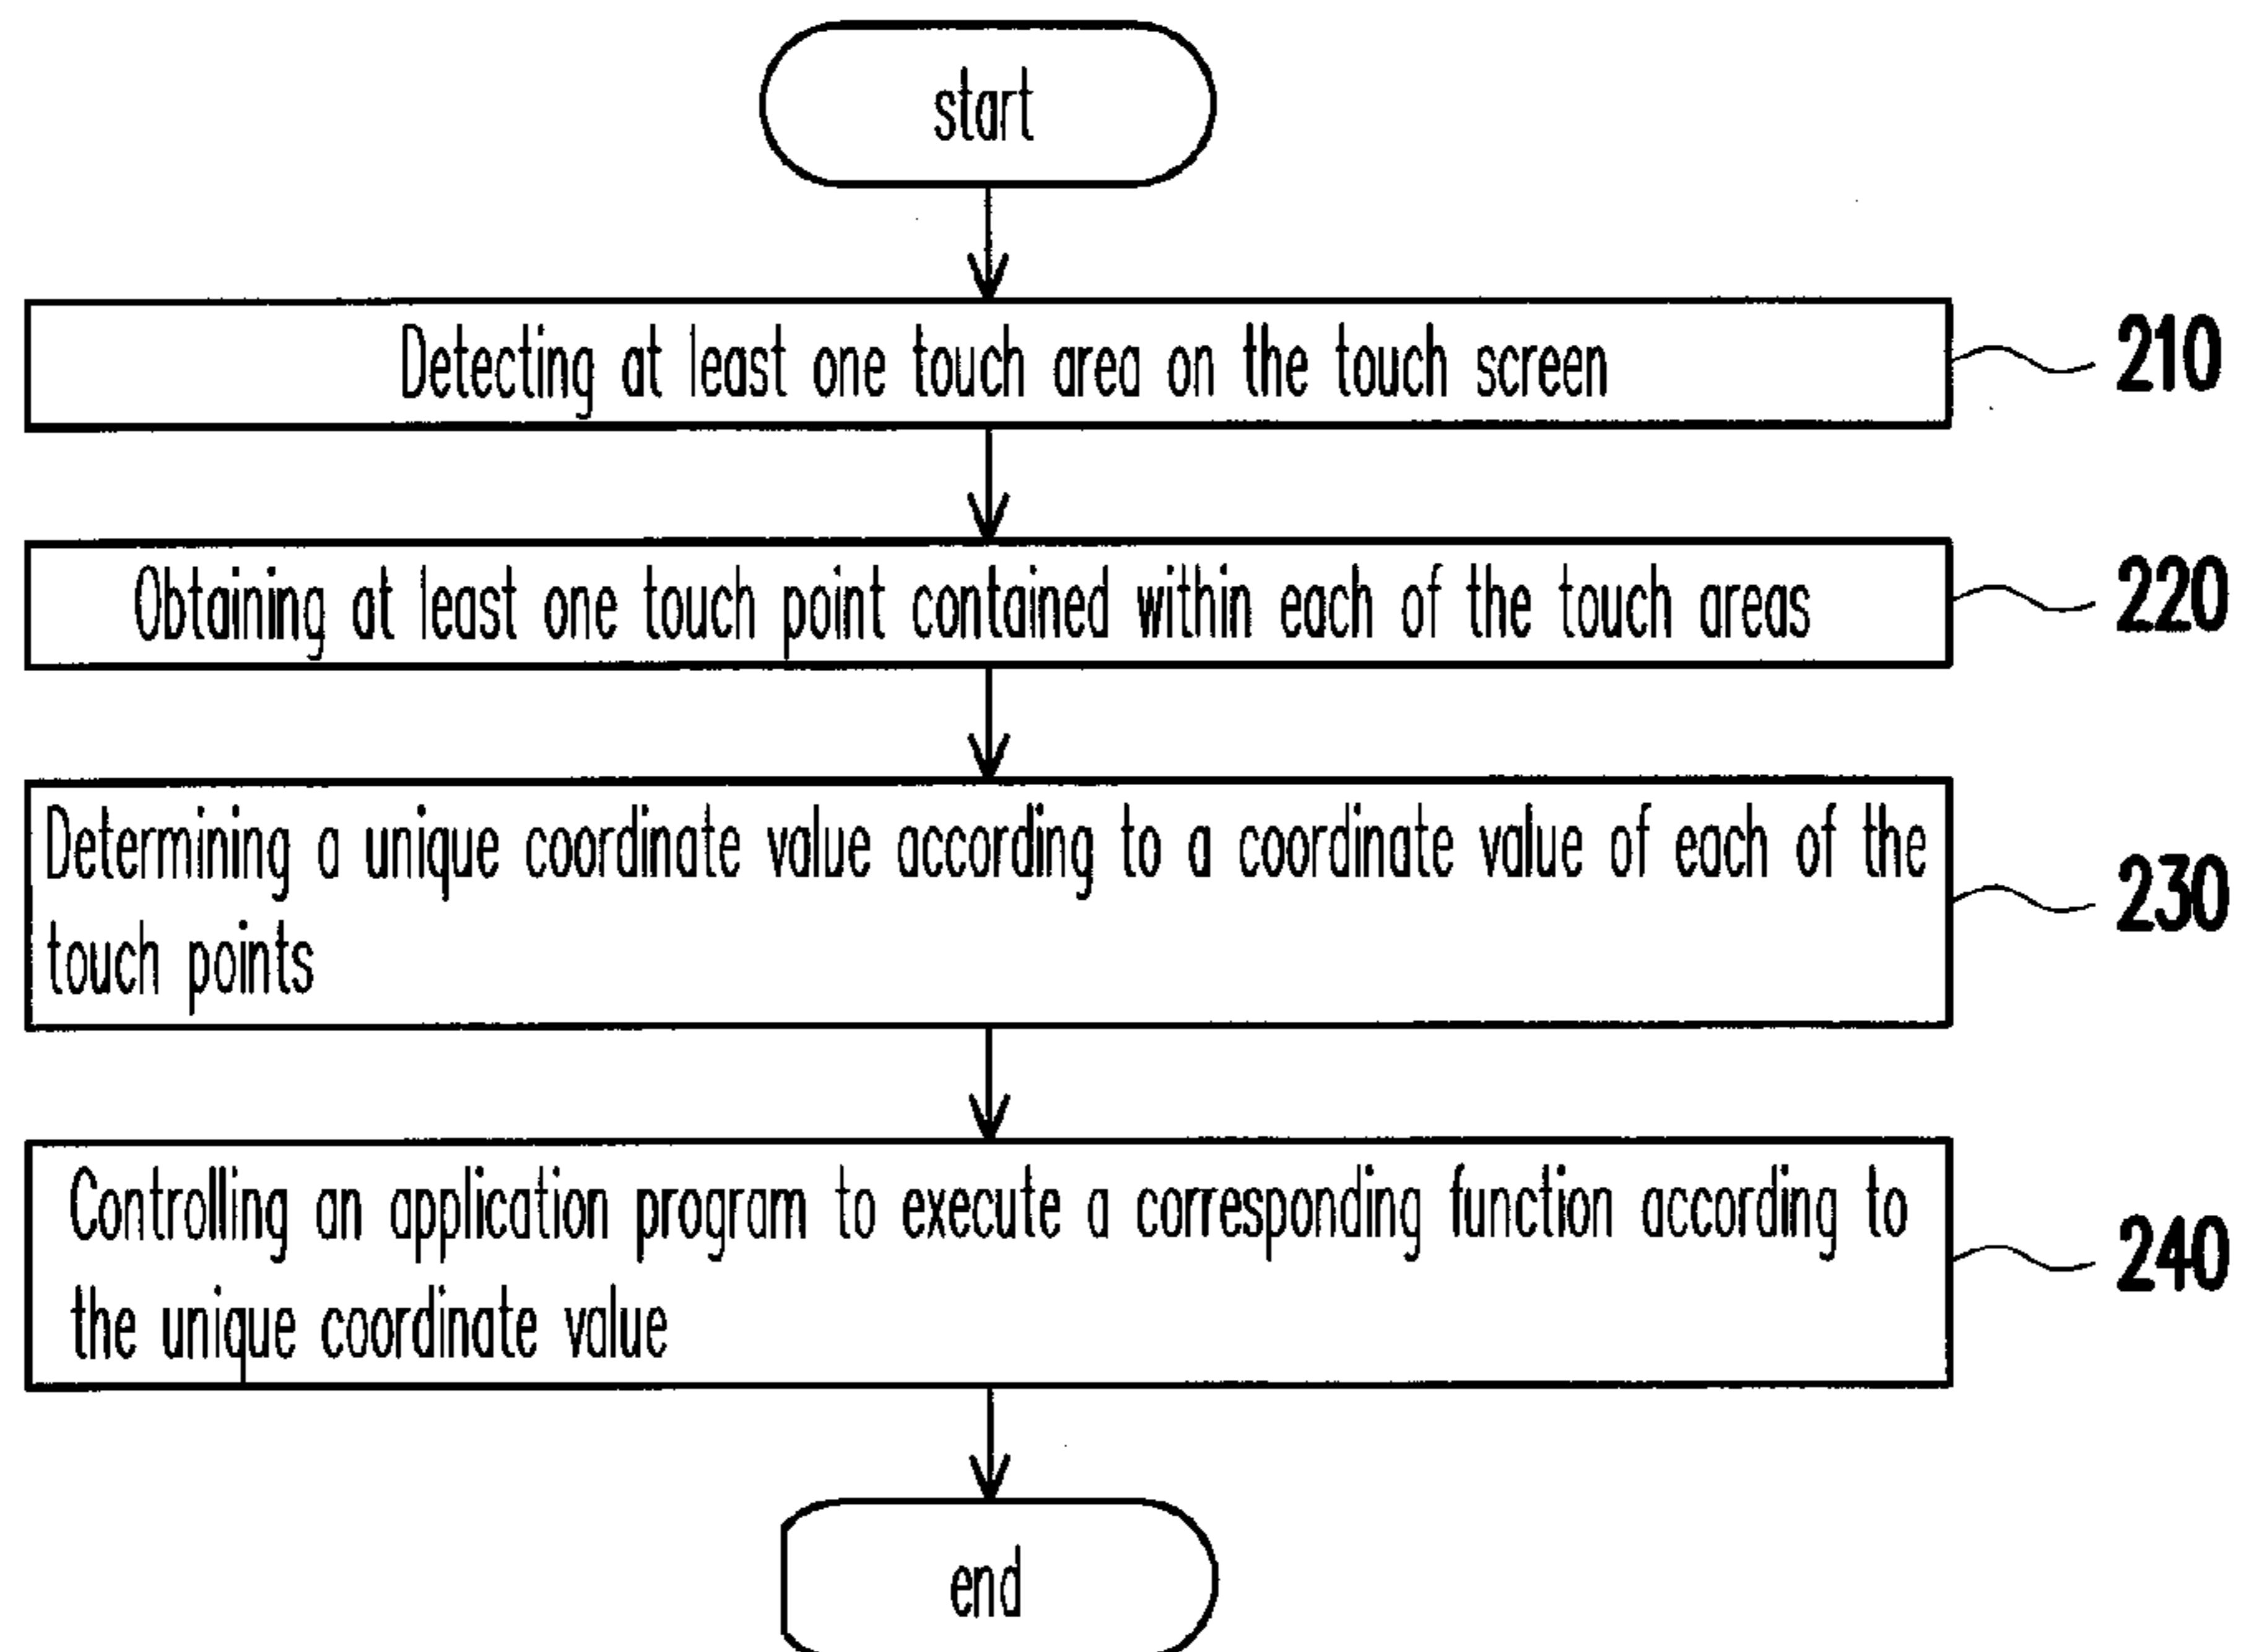 start
Detecting at least one touch area on the touch screen
210
Obtaining at least one touch point contained within each of the touch areas
220
Determining a unique coordinate value according to a coordinate value of each of the
touch points
230
Controlling an application program to execute a corresponding function according to
the unique coordinate value
240
end